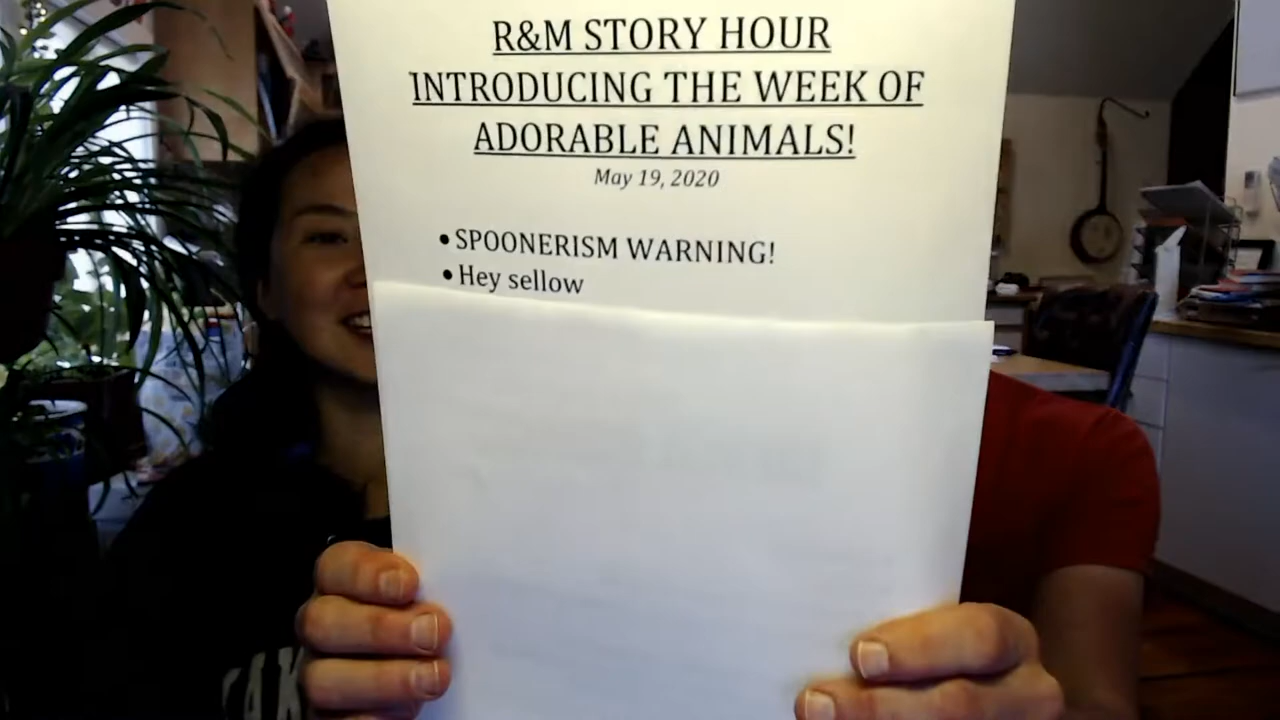 R&M STORY HOUR
INTRODUCING THE WEEK OF
ADORABLE ANIMALS!
May 19, 2020
• SPOONERISM WARNING!
• Hey sellow